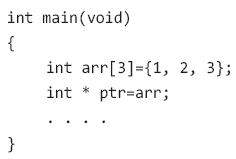 int main(void)
{
    int arr[3]={1, 2, 3};
    int * ptr=arr;
    . . . .
}